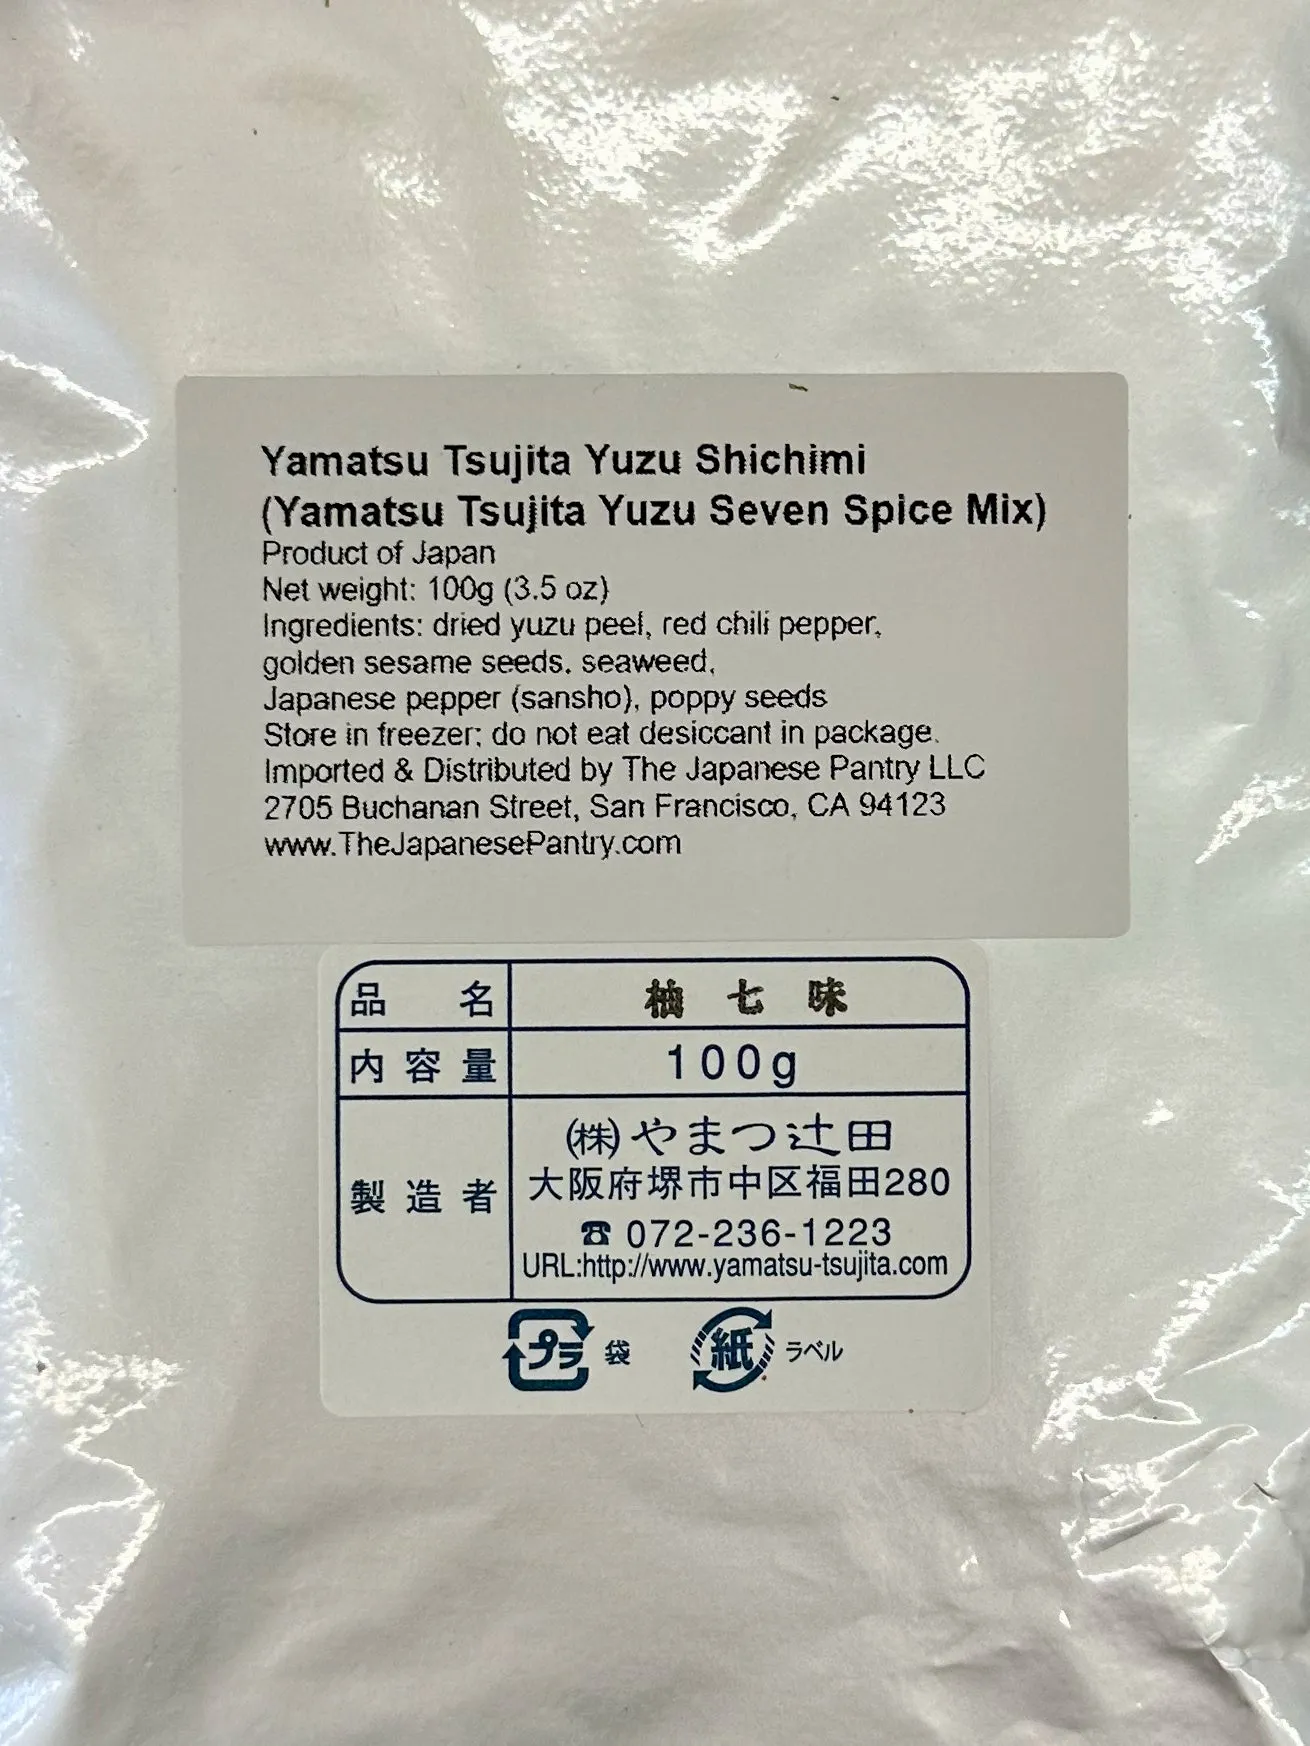 Yamatsu Tsujita Yuzu Shichimi
(Yamatsu Tsujita Yuzu Seven Spice Mix)
Product of Japan
Net weight: 100g (3.5 oz)
Ingredients: dried yuzu peel, red chili pepper,
golden sesame seeds, seaweed,
Japanese pepper (sansho), poppy seeds
Store in freezer; do not eat desiccant in package.
Imported & Distributed by The Japanese Pantry LLC
2705 Buchanan Street, San Francisco, CA 94123
www.TheJapanesePantry.com
品名 柚七味
内容量 100g
製造者 (株)やまつ辻田
大阪府堺市中区福田280
☎ 072-236-1223
URL:http://www.yamatsu-tsujita.com
プラ 袋 紙 ラベル